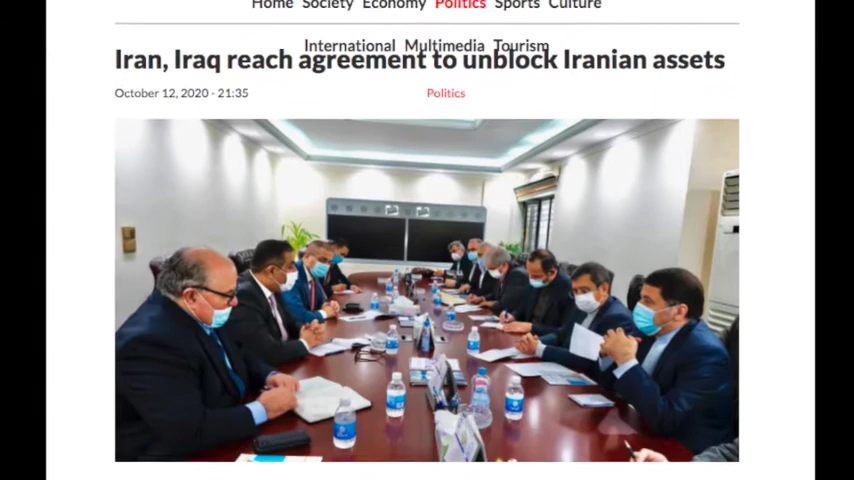 Home Society Economy Politics Sports Culture
International Multimedia Tourism
Iran, Iraq reach agreement to unblock Iranian assets
October 12, 2020 - 21:35
Politics